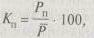 Kп = Pп / P̅ · 100,